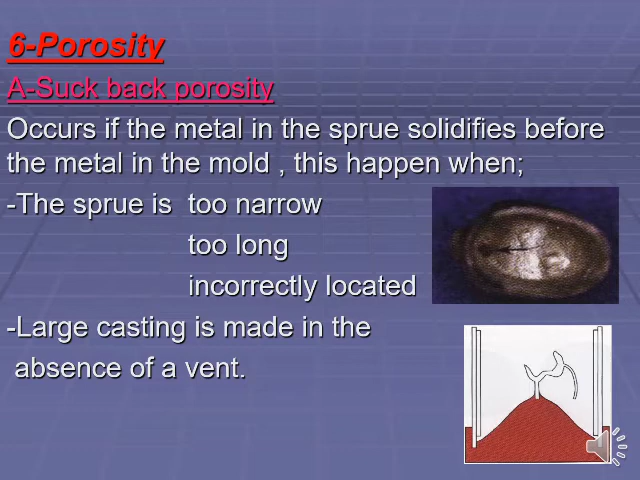 6-Porosity
A-Suck back porosity
Occurs if the metal in the sprue solidifies before
the metal in the mold , this happen when;
-The sprue is too narrow
too long
incorrectly located
-Large casting is made in the
absence of a vent.